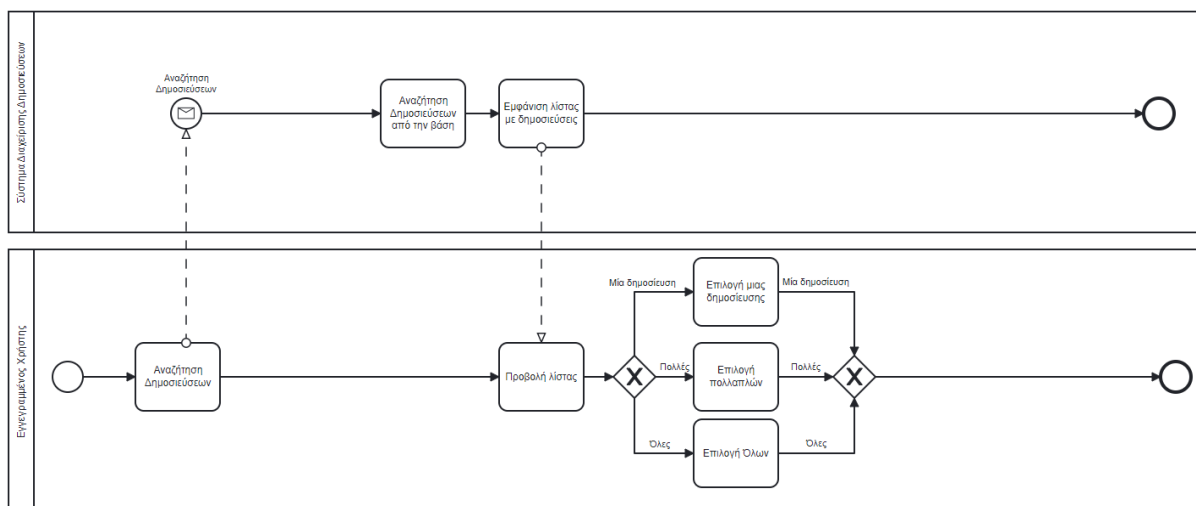 Σύστημα Διαχείρισης Δημοσιεύσεων
Αναζήτηση
Δημοσιεύσεων
Αναζήτηση
Δημοσιεύσεων
από την βάση
Εμφάνιση λίστας
με δημοσιεύσεις
Εγγεγραμμένος Χρήστης
Αναζήτηση
Δημοσιεύσεων
Προβολή λίστας
Μία δημοσίευση
Επιλογή μιας
δημοσίευσης
Μία δημοσίευση
Πολλές
Επιλογή
πολλαπλών
Πολλές
Όλες
Επιλογή Όλων
Όλες